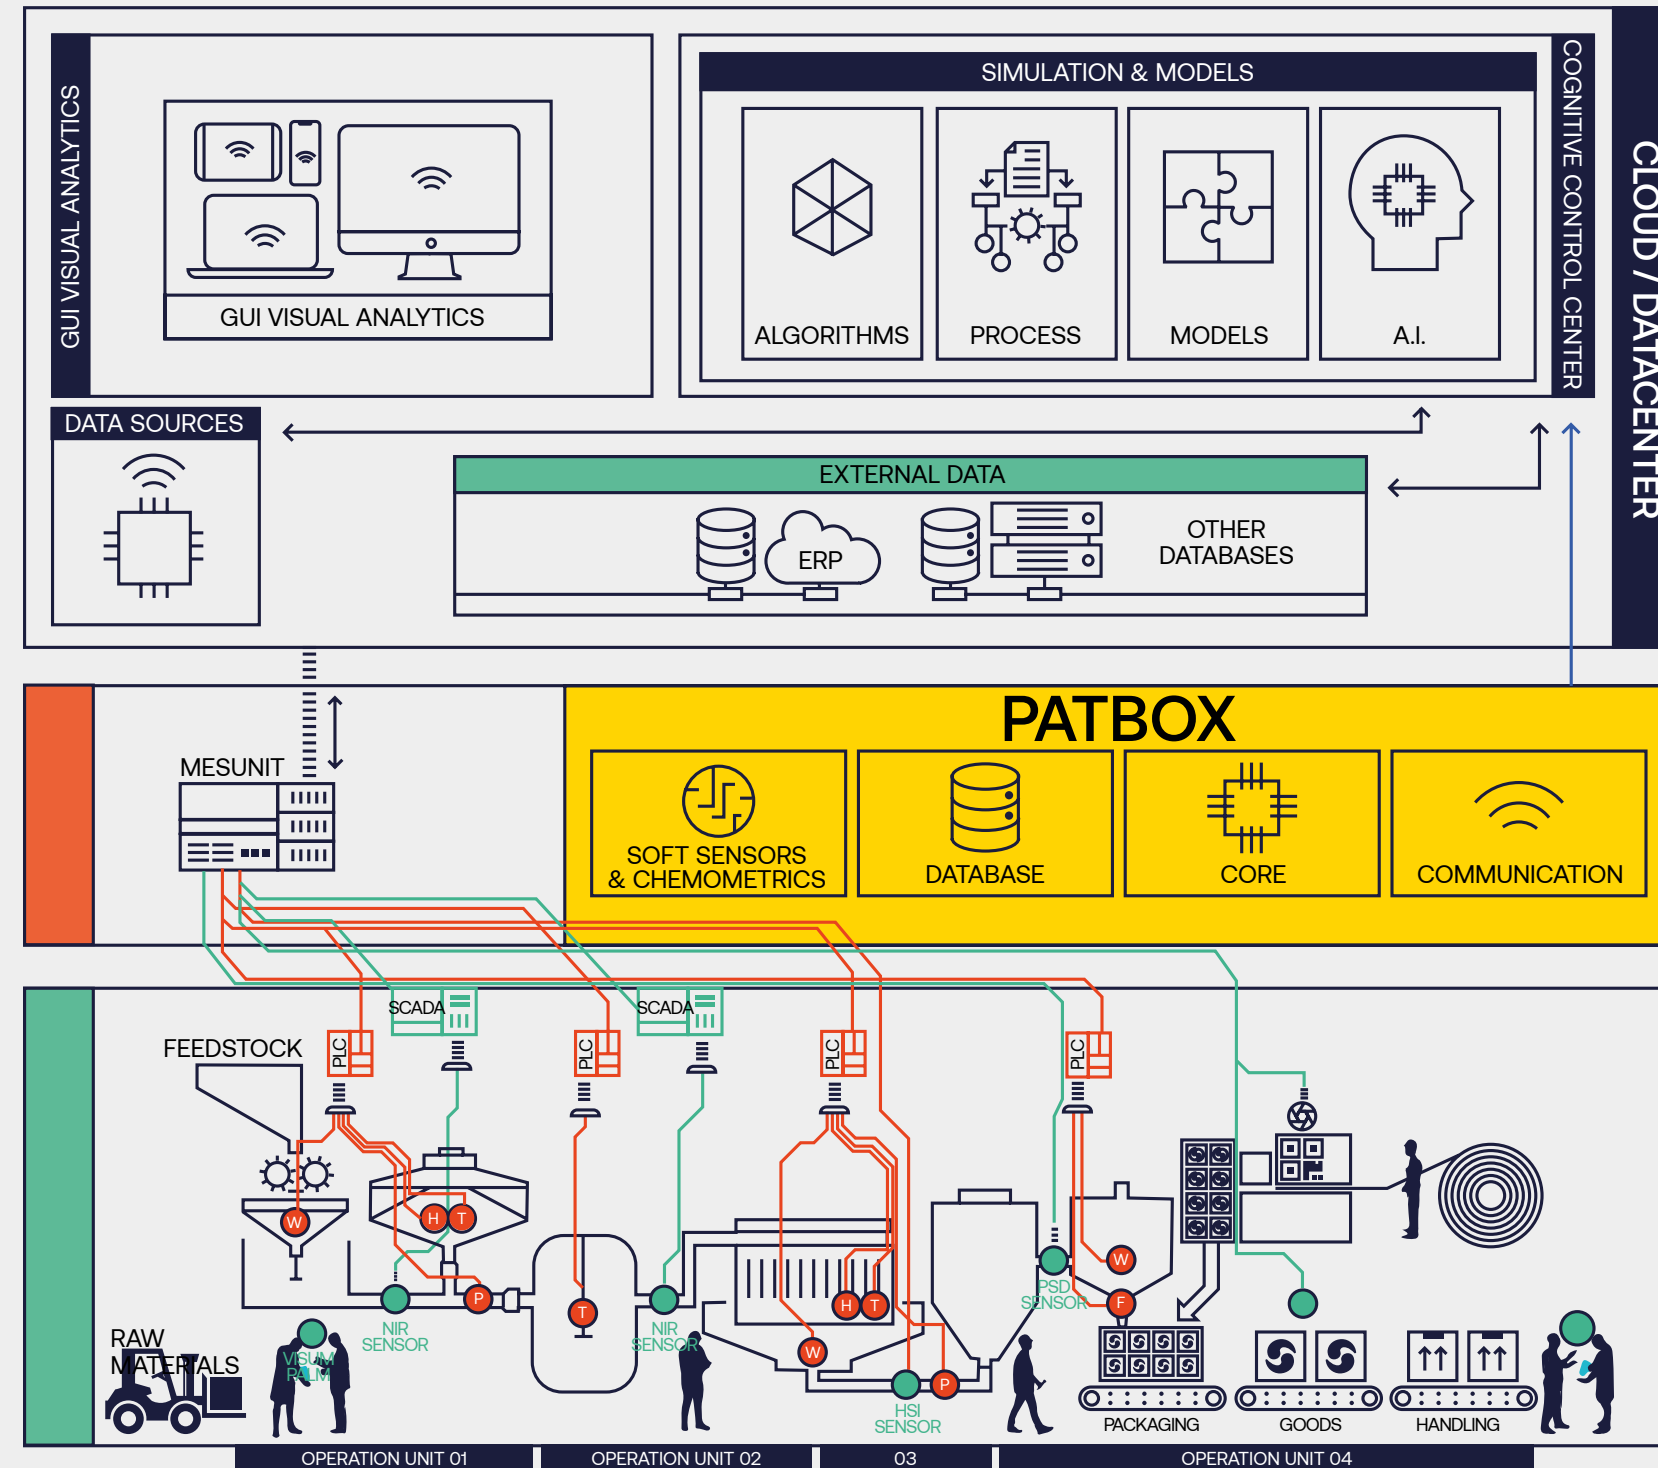 GUI VISUAL ANALYTICS
GUI VISUAL ANALYTICS
SIMULATION & MODELS
ALGORITHMS
PROCESS
MODELS
A.I.
COGNITIVE CONTROL CENTER
CLOUD / DATACENTER
DATA SOURCES
EXTERNAL DATA
ERP
OTHER
DATABASES
MESUNIT
PATBOX
SOFT SENSORS
& CHEMOMETRICS
DATABASE
CORE
COMMUNICATION
SCADA
SCADA
FEEDSTOCK
PLC
PLC
PLC
PLC
W
H
T
P
T
H
T
W
P
W
F
NIR
SENSOR
NIR
SENSOR
PSD
SENSOR
HSI
SENSOR
RAW
MATERIALS
VISUM
PALM
PACKAGING
GOODS
HANDLING
OPERATION UNIT 01
OPERATION UNIT 02
03
OPERATION UNIT 04